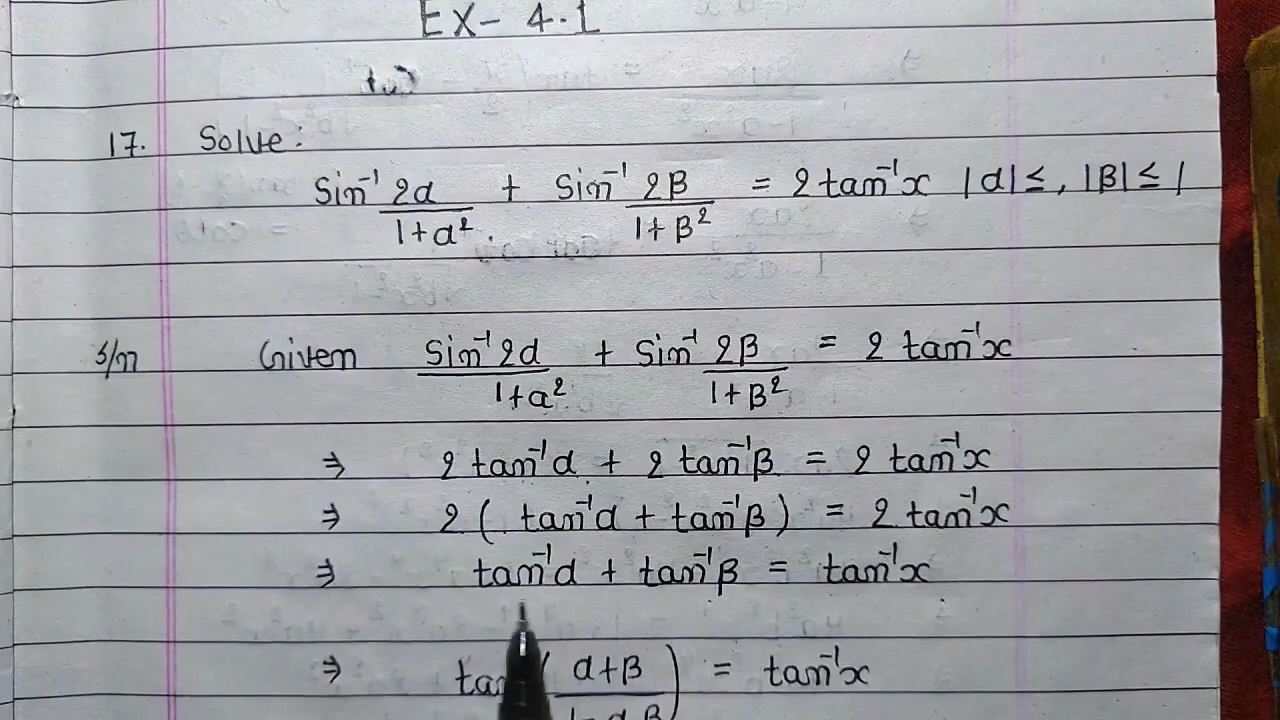 EX- 4.1
17. Solve:
Sin⁻¹ 2α/1+α² + Sin⁻¹ 2β/1+β² = 2 tan⁻¹x |α|≤, |β|≤1
Given Sin⁻¹2α/1+α² + Sin⁻¹ 2β/1+β² = 2 tan⁻¹x
⇒ 2 tan⁻¹α + 2 tan⁻¹β = 2 tan⁻¹x
⇒ 2( tan⁻¹α + tan⁻¹β ) = 2 tan⁻¹x
⇒ tan⁻¹α + tan⁻¹β = tan⁻¹x
⇒ (α+β/1-αβ) = tan⁻¹x